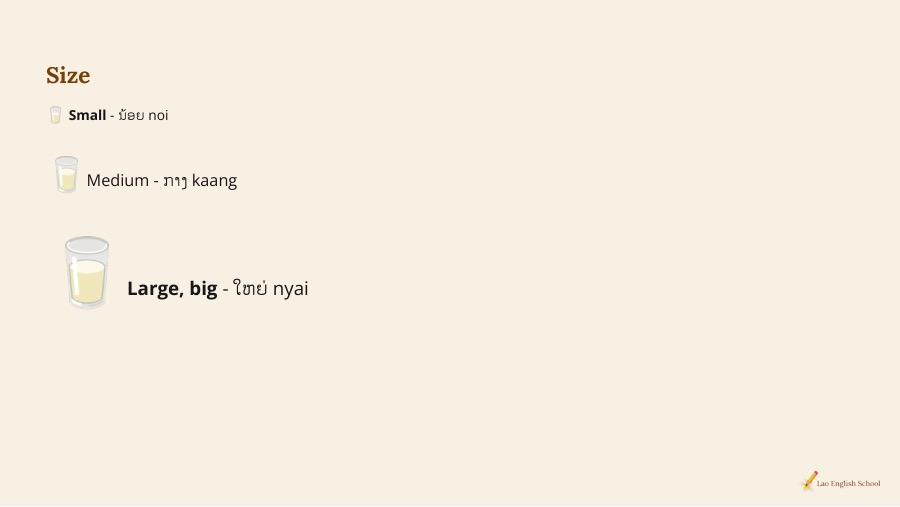 Size
Small - ນ້ອຍ noi
Medium - ກາງ kaang
Large, big - ໃຫຍ່ nyai
Lao English School